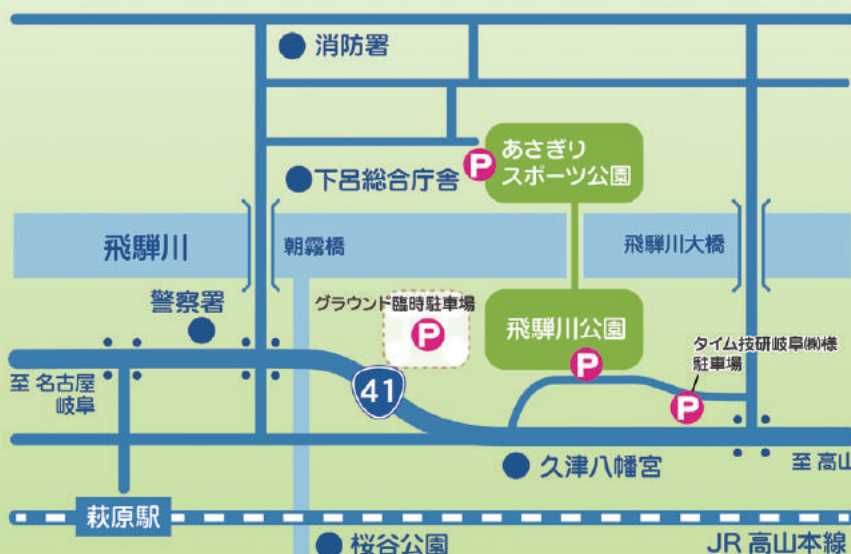 消防署
あさぎり
スポーツ公園
P
下呂総合庁舎
飛騨川
朝霧橋
飛騨川大橋
警察署
グラウンド臨時駐車場
P
飛騨川公園
P
タイム技研岐阜㈱様
駐車場
P
至 名古屋
岐阜
41
久津八幡宮
至 高山
萩原駅
桜谷公園
JR 高山本線